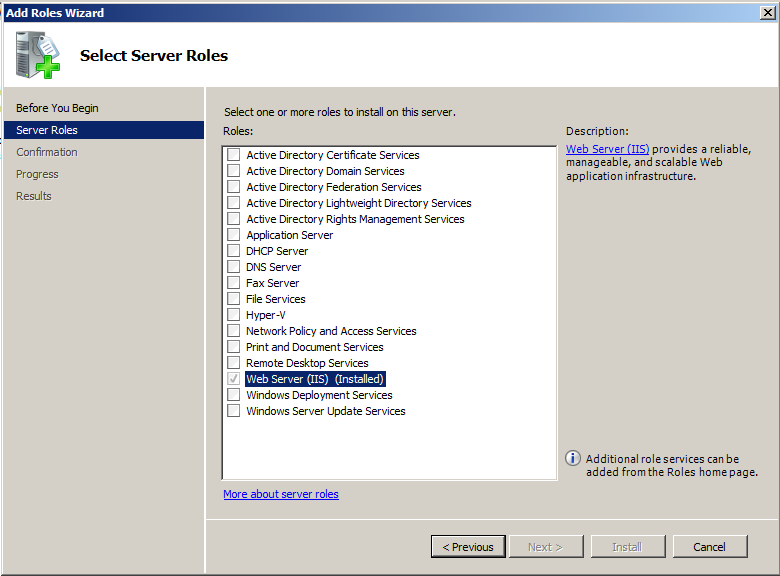 Add Roles Wizard
Select Server Roles
Before You Begin
Server Roles
Confirmation
Progress
Results
Select one or more roles to install on this server.
Roles:
Active Directory Certificate Services
Active Directory Domain Services
Active Directory Federation Services
Active Directory Lightweight Directory Services
Active Directory Rights Management Services
Application Server
DHCP Server
DNS Server
Fax Server
File Services
Hyper-V
Network Policy and Access Services
Print and Document Services
Remote Desktop Services
Web Server (IIS) (Installed)
Windows Deployment Services
Windows Server Update Services
More about server roles
Description:
Web Server (IIS) provides a reliable,
manageable, and scalable Web
application infrastructure.
Additional role services can be
added from the Roles home page.
< Previous
Next >
Install
Cancel